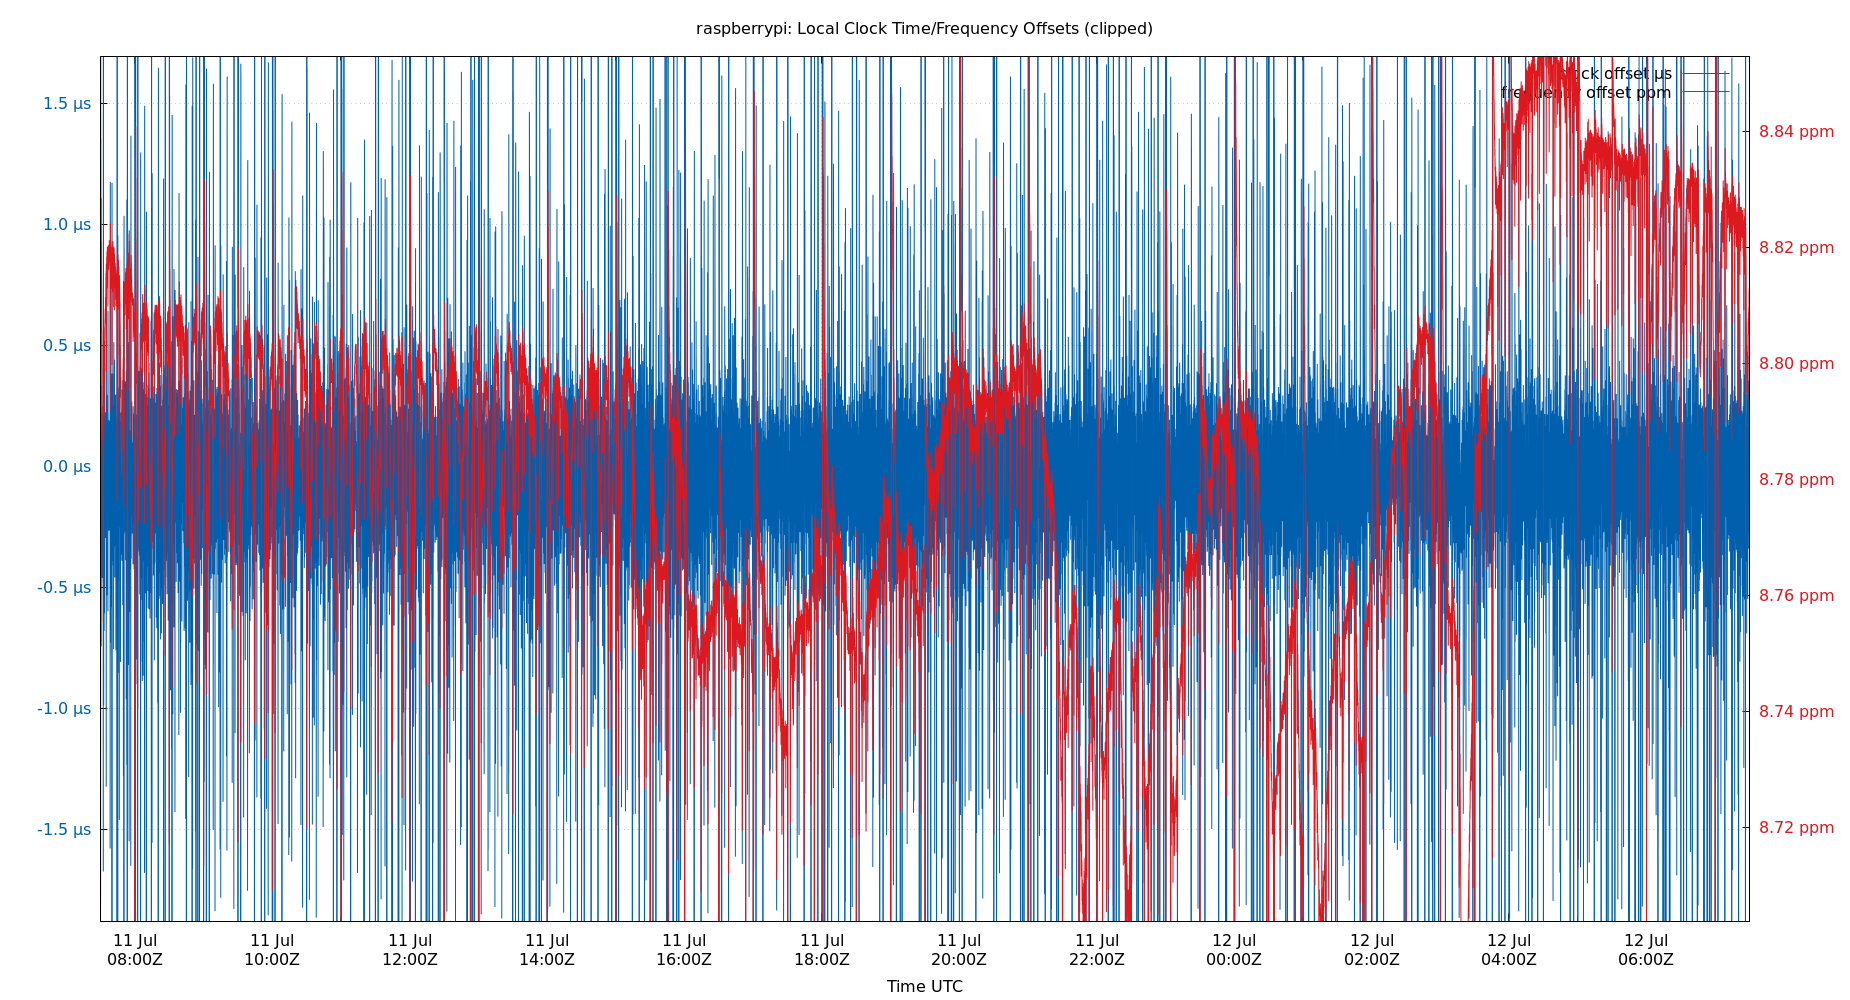 raspberrypi: Local Clock Time/Frequency Offsets (clipped)
clock offset µs
frequency offset ppm
1.5 µs
1.0 µs
0.5 µs
0.0 µs
-0.5 µs
-1.0 µs
-1.5 µs
8.84 ppm
8.82 ppm
8.80 ppm
8.78 ppm
8.76 ppm
8.74 ppm
8.72 ppm
11 Jul 11 Jul 11 Jul 11 Jul 11 Jul 11 Jul 11 Jul 11 Jul 12 Jul 12 Jul 12 Jul 12 Jul
08:00Z 10:00Z 12:00Z 14:00Z 16:00Z 18:00Z 20:00Z 22:00Z 00:00Z 02:00Z 04:00Z 06:00Z
Time UTC